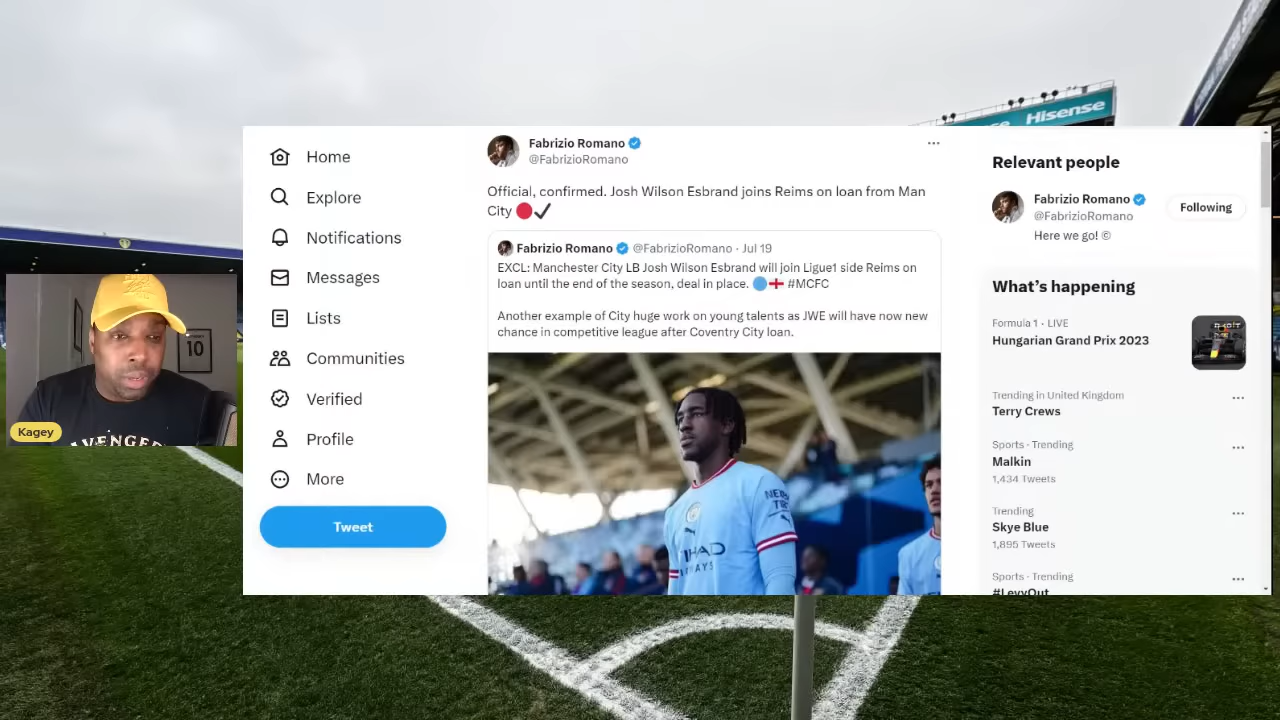 Hisense
Home
Explore
Notifications
Messages
Lists
Communities
Verified
Profile
More
Tweet
Fabrizio Romano
@FabrizioRomano
Official, confirmed. Josh Wilson Esbrand joins Reims on loan from Man
City
Fabrizio Romano @FabrizioRomano · Jul 19
EXCL: Manchester City LB Josh Wilson Esbrand will join Ligue1 side Reims on
loan until the end of the season, deal in place. #MCFC
Another example of City huge work on young talents as JWE will have now new
chance in competitive league after Coventry City loan.
Relevant people
Fabrizio Romano
@FabrizioRomano
Following
Here we go! ©
What's happening
Formula 1 · LIVE
Hungarian Grand Prix 2023
Trending in United Kingdom
Terry Crews
Sports · Trending
Malkin
1,434 Tweets
Trending
Skye Blue
1,895 Tweets
Sports · Trending
#LevyOut
10
Kagey
AVENGER